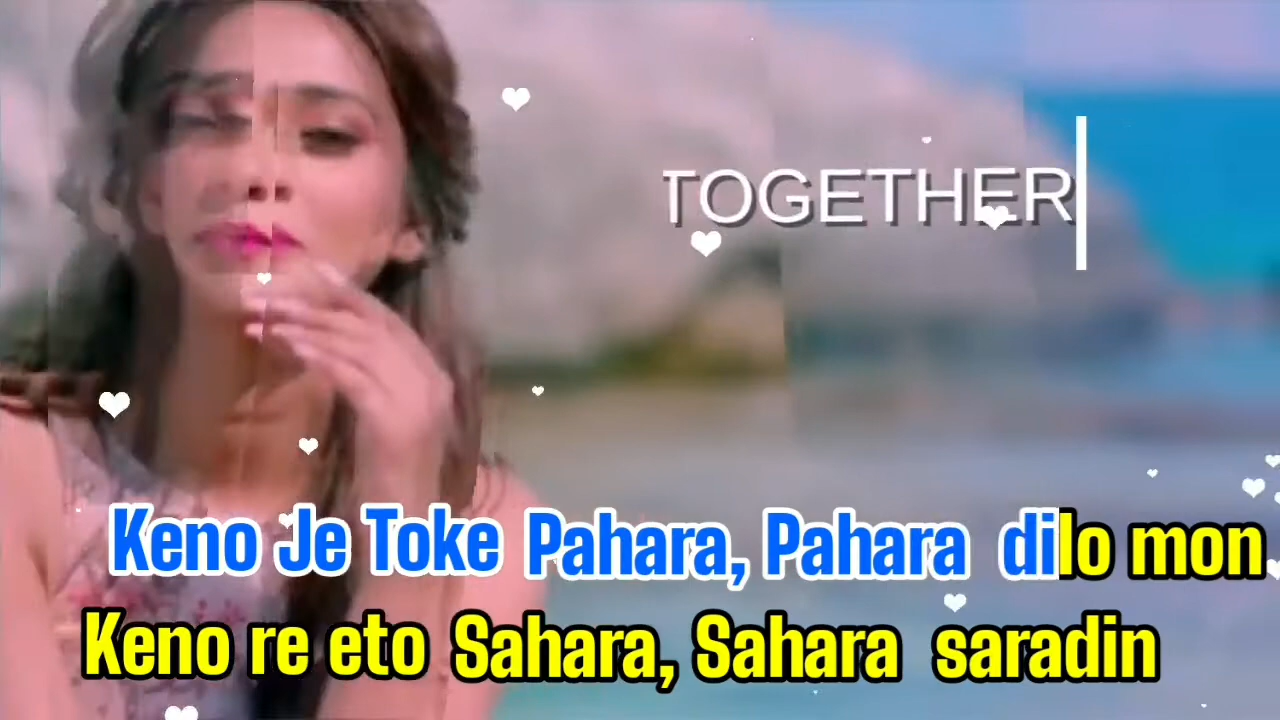 TOGETHER
Keno Je Toke Pahara, Pahara dilo mon
Keno re eto Sahara, Sahara saradin